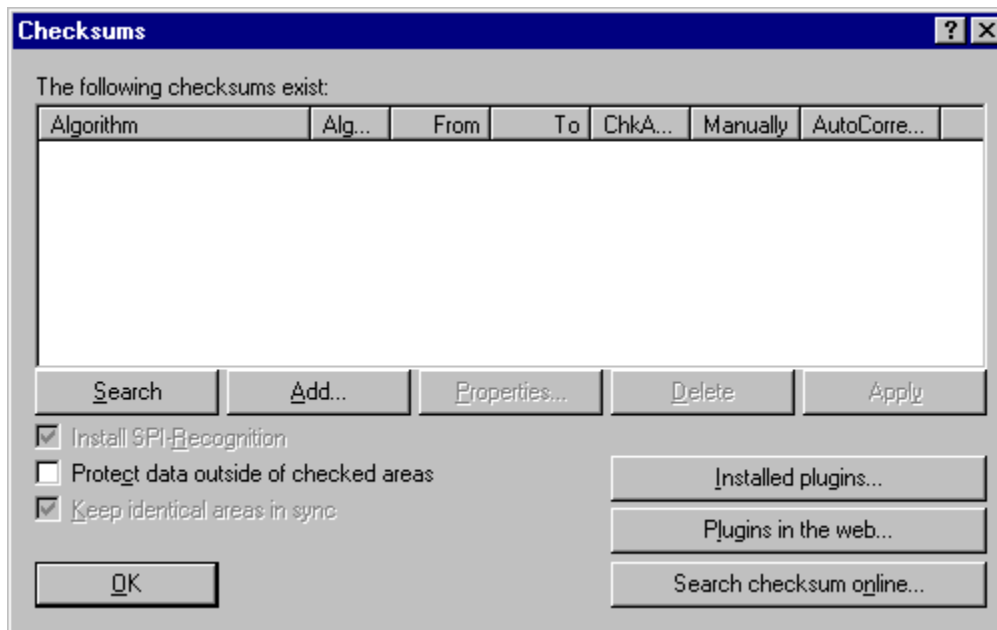 Checksums
The following checksums exist:
Algorithm Alg... From To ChkA... Manually AutoCorre...
Search Add... Properties... Delete Apply
Install SPI-Recognition
Protect data outside of checked areas
Keep identical areas in sync
Installed plugins...
Plugins in the web...
OK
Search checksum online...